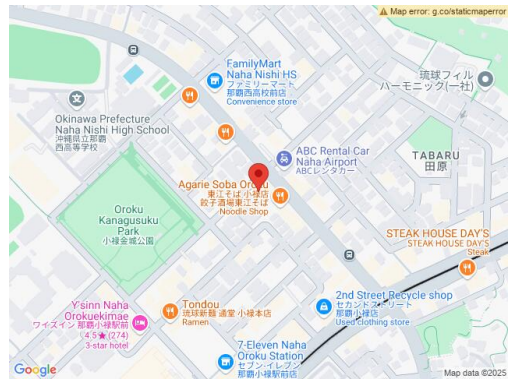 Map error: g.co/staticmaperror
FamilyMart
Naha Nishi HS
ファミリーマート
那覇西高校前店
Convenience store
琉球フィル
ハーモニック(一社)
Okinawa Prefecture
Naha Nishi High School
沖縄県立那覇
西高等学校
ABC Rental Car
Naha Airport
ABCレンタカー
TABARU
田原
Agarie Soba Oroku
東江そば 小禄店
餃子酒場東江そば
Noodle Shop
Oroku
Kanagusuku
Park
小禄金城公園
STEAK HOUSE DAY'S
STEAK HOUSE DAY'S
Steak
Y'sinn Naha
Orokuekimae
ワイズイン 那覇小禄駅前
4.5★(274)
3-star hotel
Tondou
琉球新麺 通堂 小禄本店
Ramen
2nd Street Recycle shop
セカンドストリート
那覇小禄店
Used clothing store
7-Eleven Naha
Oroku Station
セブン-イレブン
那覇小禄駅前店
Google
Map data ©2025